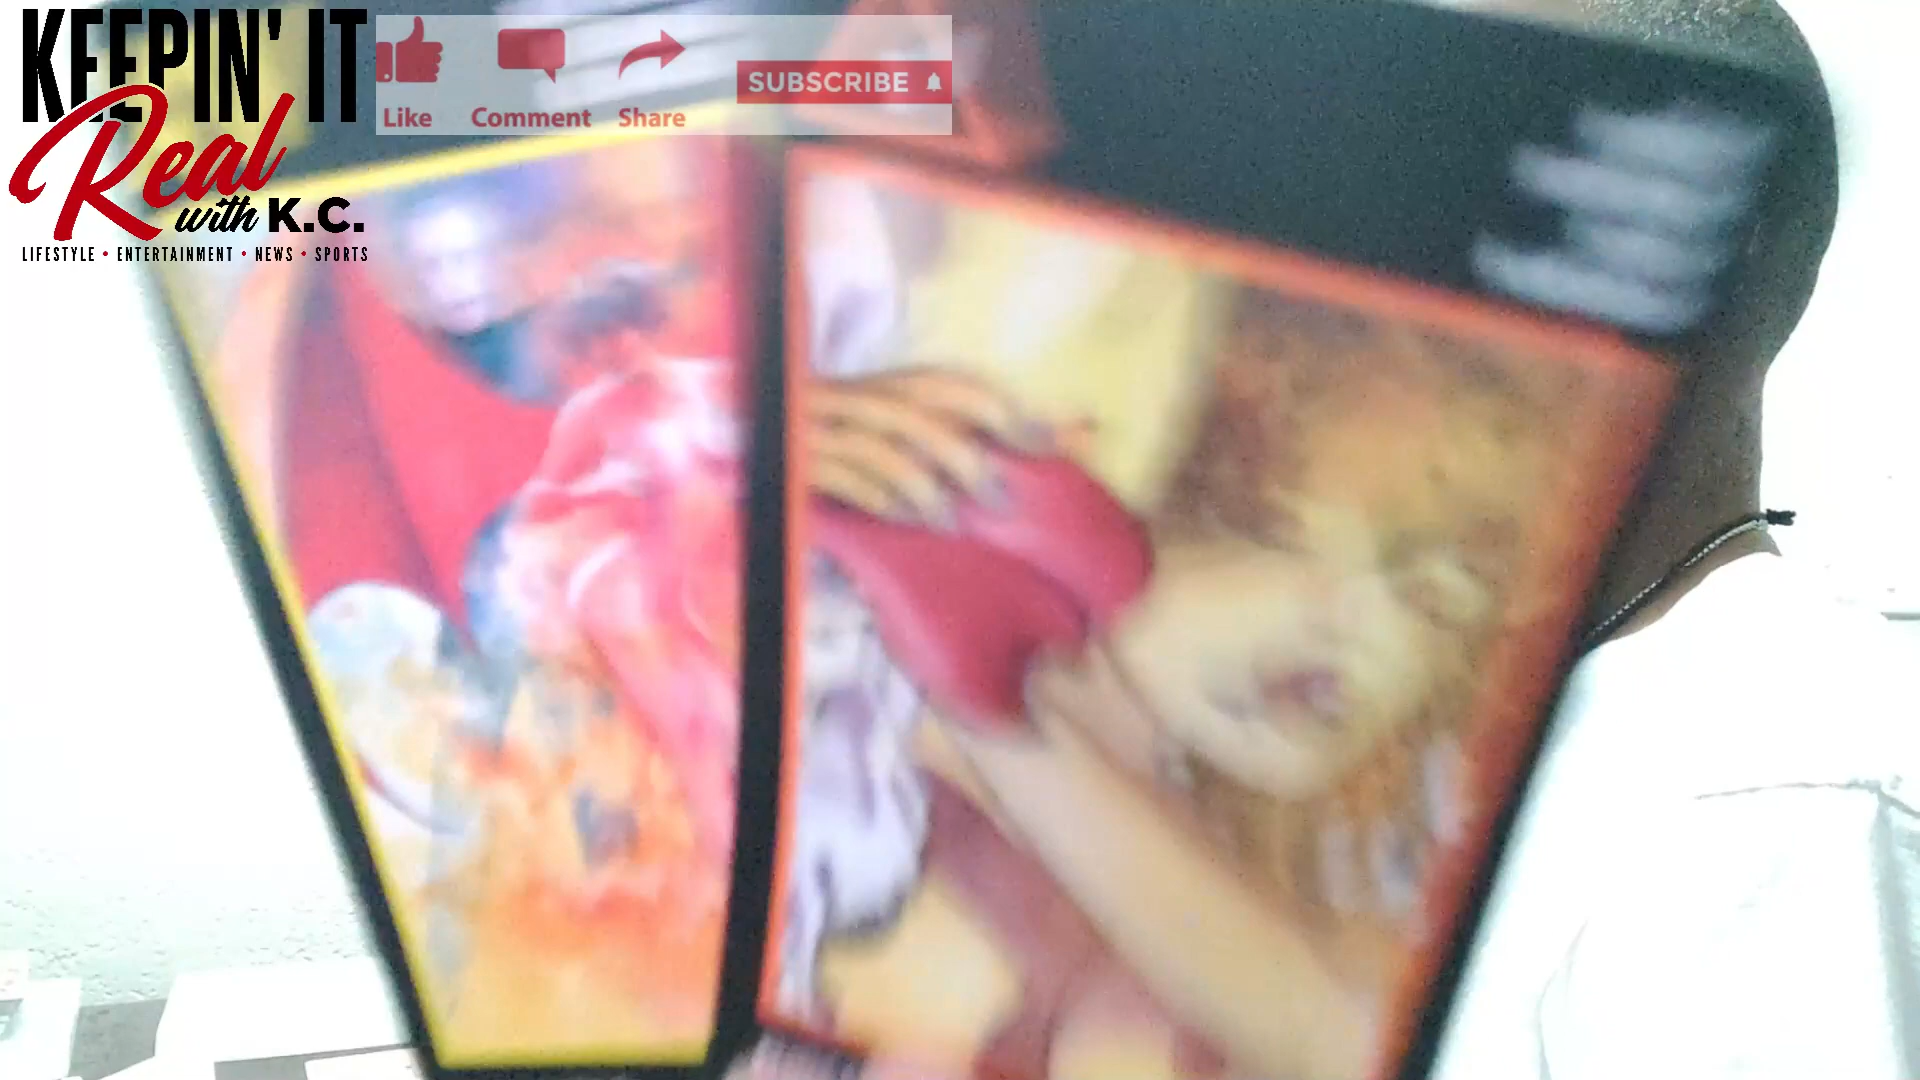 KEEPIN' IT
Real
with K.C.
LIFESTYLE • ENTERTAINMENT • NEWS • SPORTS
Like Comment Share
SUBSCRIBE